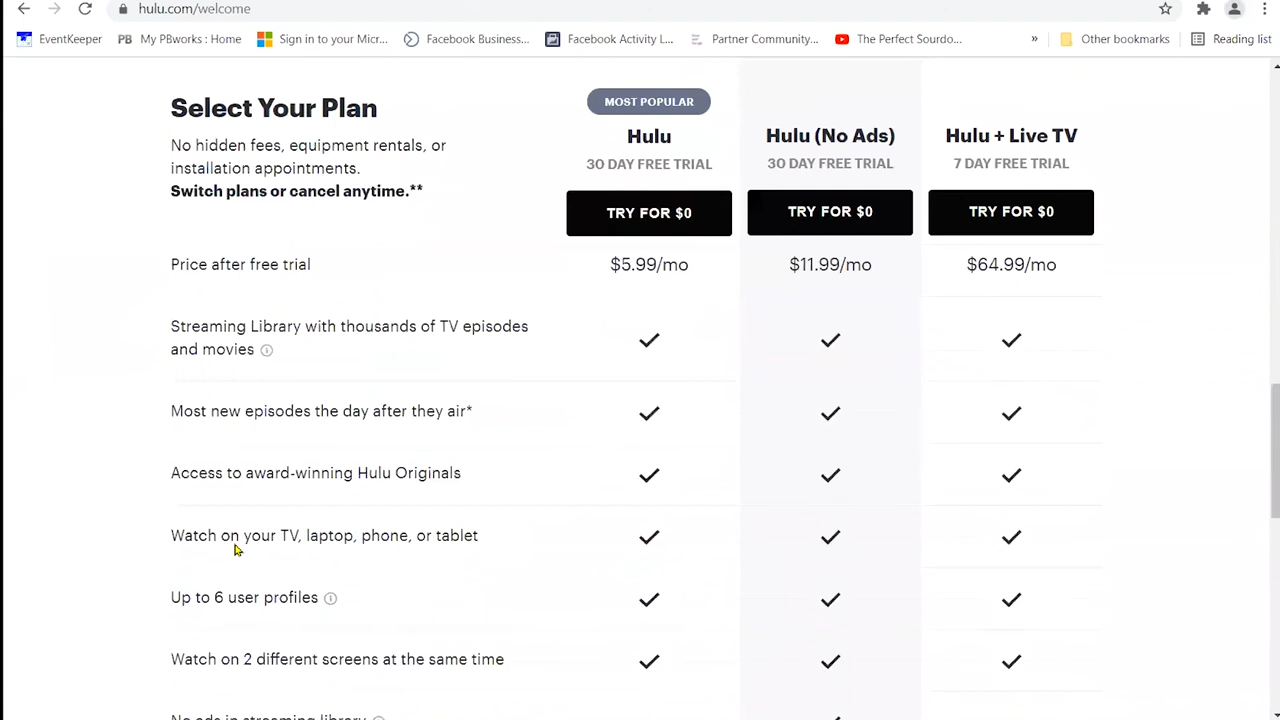 hulu.com/welcome
EventKeeper
PB My PBworks : Home
Sign in to your Micr...
Facebook Business...
Facebook Activity L...
Partner Community...
The Perfect Sourdo...
»
Other bookmarks
Reading list
Select Your Plan
No hidden fees, equipment rentals, or
installation appointments.
Switch plans or cancel anytime.**
MOST POPULAR
Hulu
30 DAY FREE TRIAL
TRY FOR $0
Hulu (No Ads)
30 DAY FREE TRIAL
TRY FOR $0
Hulu + Live TV
7 DAY FREE TRIAL
TRY FOR $0
Price after free trial
$5.99/mo
$11.99/mo
$64.99/mo
Streaming Library with thousands of TV episodes
and movies
Most new episodes the day after they air*
Access to award-winning Hulu Originals
Watch on your TV, laptop, phone, or tablet
Up to 6 user profiles
Watch on 2 different screens at the same time
No ads in streaming library